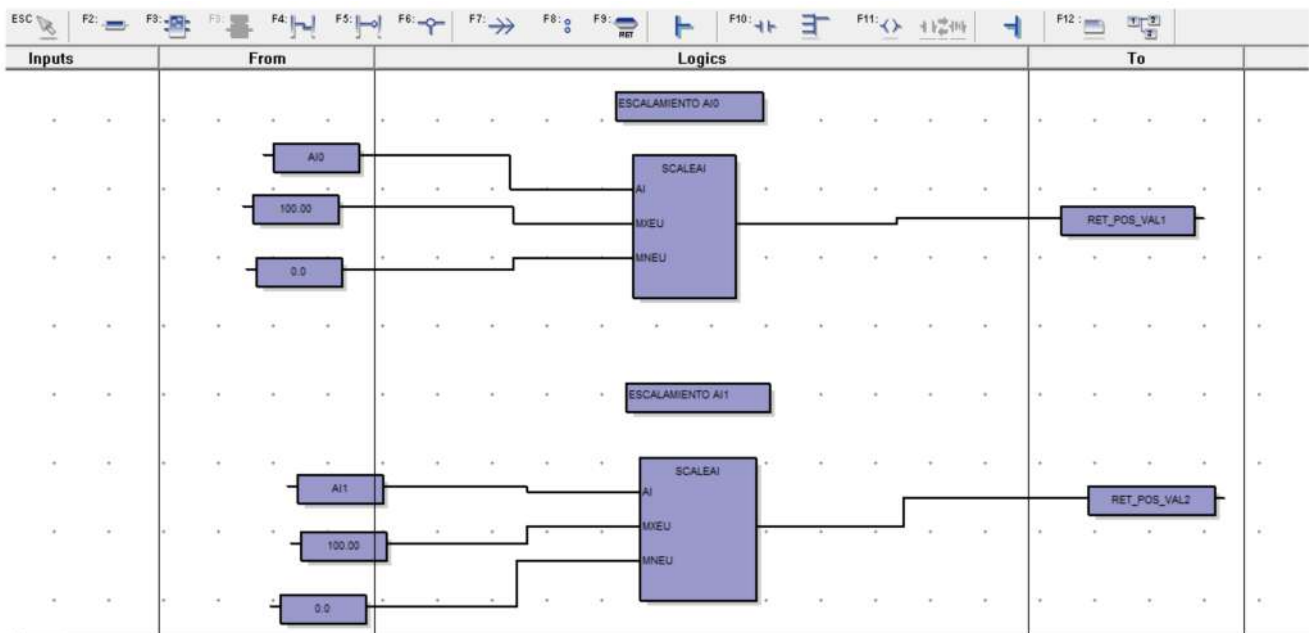 ESC F2: F3: F3: F4: F5: F6: F7: F8: F9: RET F10: F11: F12 :
Inputs From Logics To
ESCALAMIENTO AI0
AI0
100.00
0.0
SCALEAI
AI
MXEU
MNEU
RET_POS_VAL1
ESCALAMIENTO AI1
AI1
100.00
0.0
SCALEAI
AI
MXEU
MNEU
RET_POS_VAL2